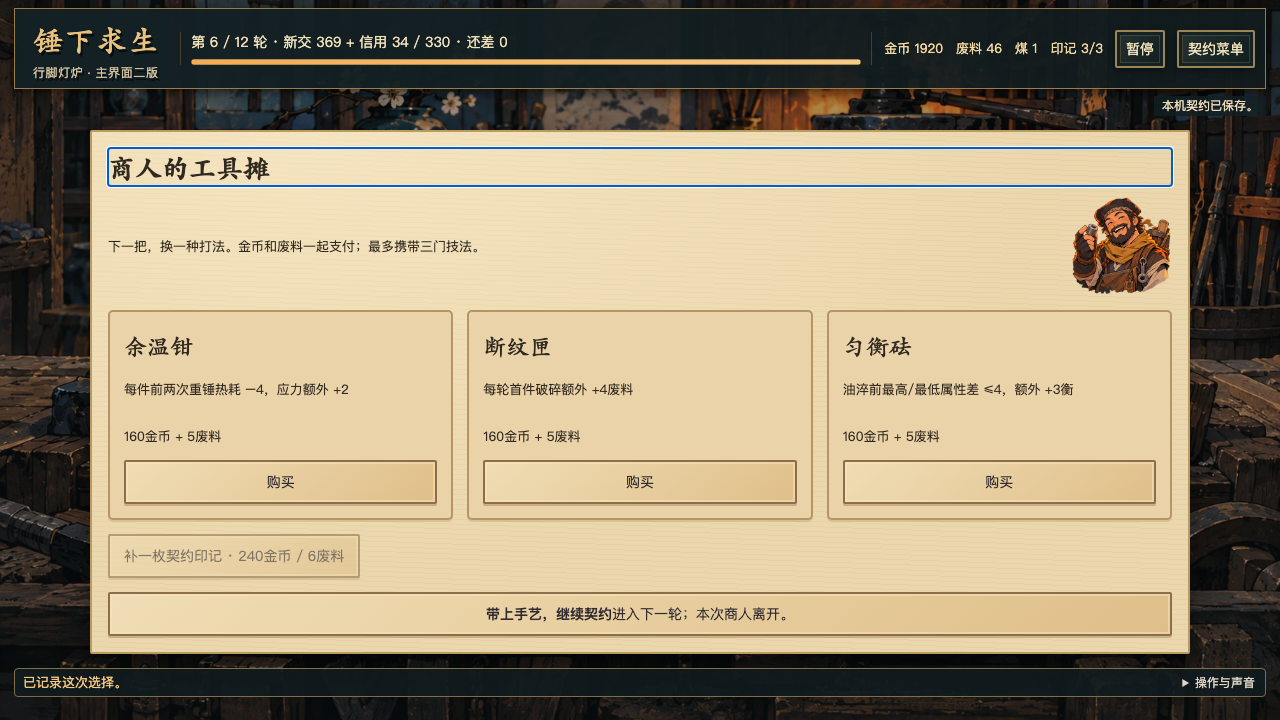 锤下求生
行脚灯炉 · 主界面二版
第 6 / 12 轮 · 新交 369 + 信用 34 / 330 · 还差 0
金币 1920 废料 46 煤 1 印记 3/3
暂停
契约菜单
本机契约已保存。
商人的工具摊
下一把，换一种打法。金币和废料一起支付；最多携带三门技法。
余温钳
每件前两次重锤热耗 −4，应力额外 +2
160金币 + 5废料
购买
断纹匣
每轮首件破碎额外 +4废料
160金币 + 5废料
购买
匀衡砝
油淬前最高/最低属性差 ≤4，额外 +3衡
160金币 + 5废料
购买
补一枚契约印记 · 240金币 / 6废料
带上手艺，继续契约进入下一轮；本次商人离开。
已记录这次选择。
▶ 操作与声音